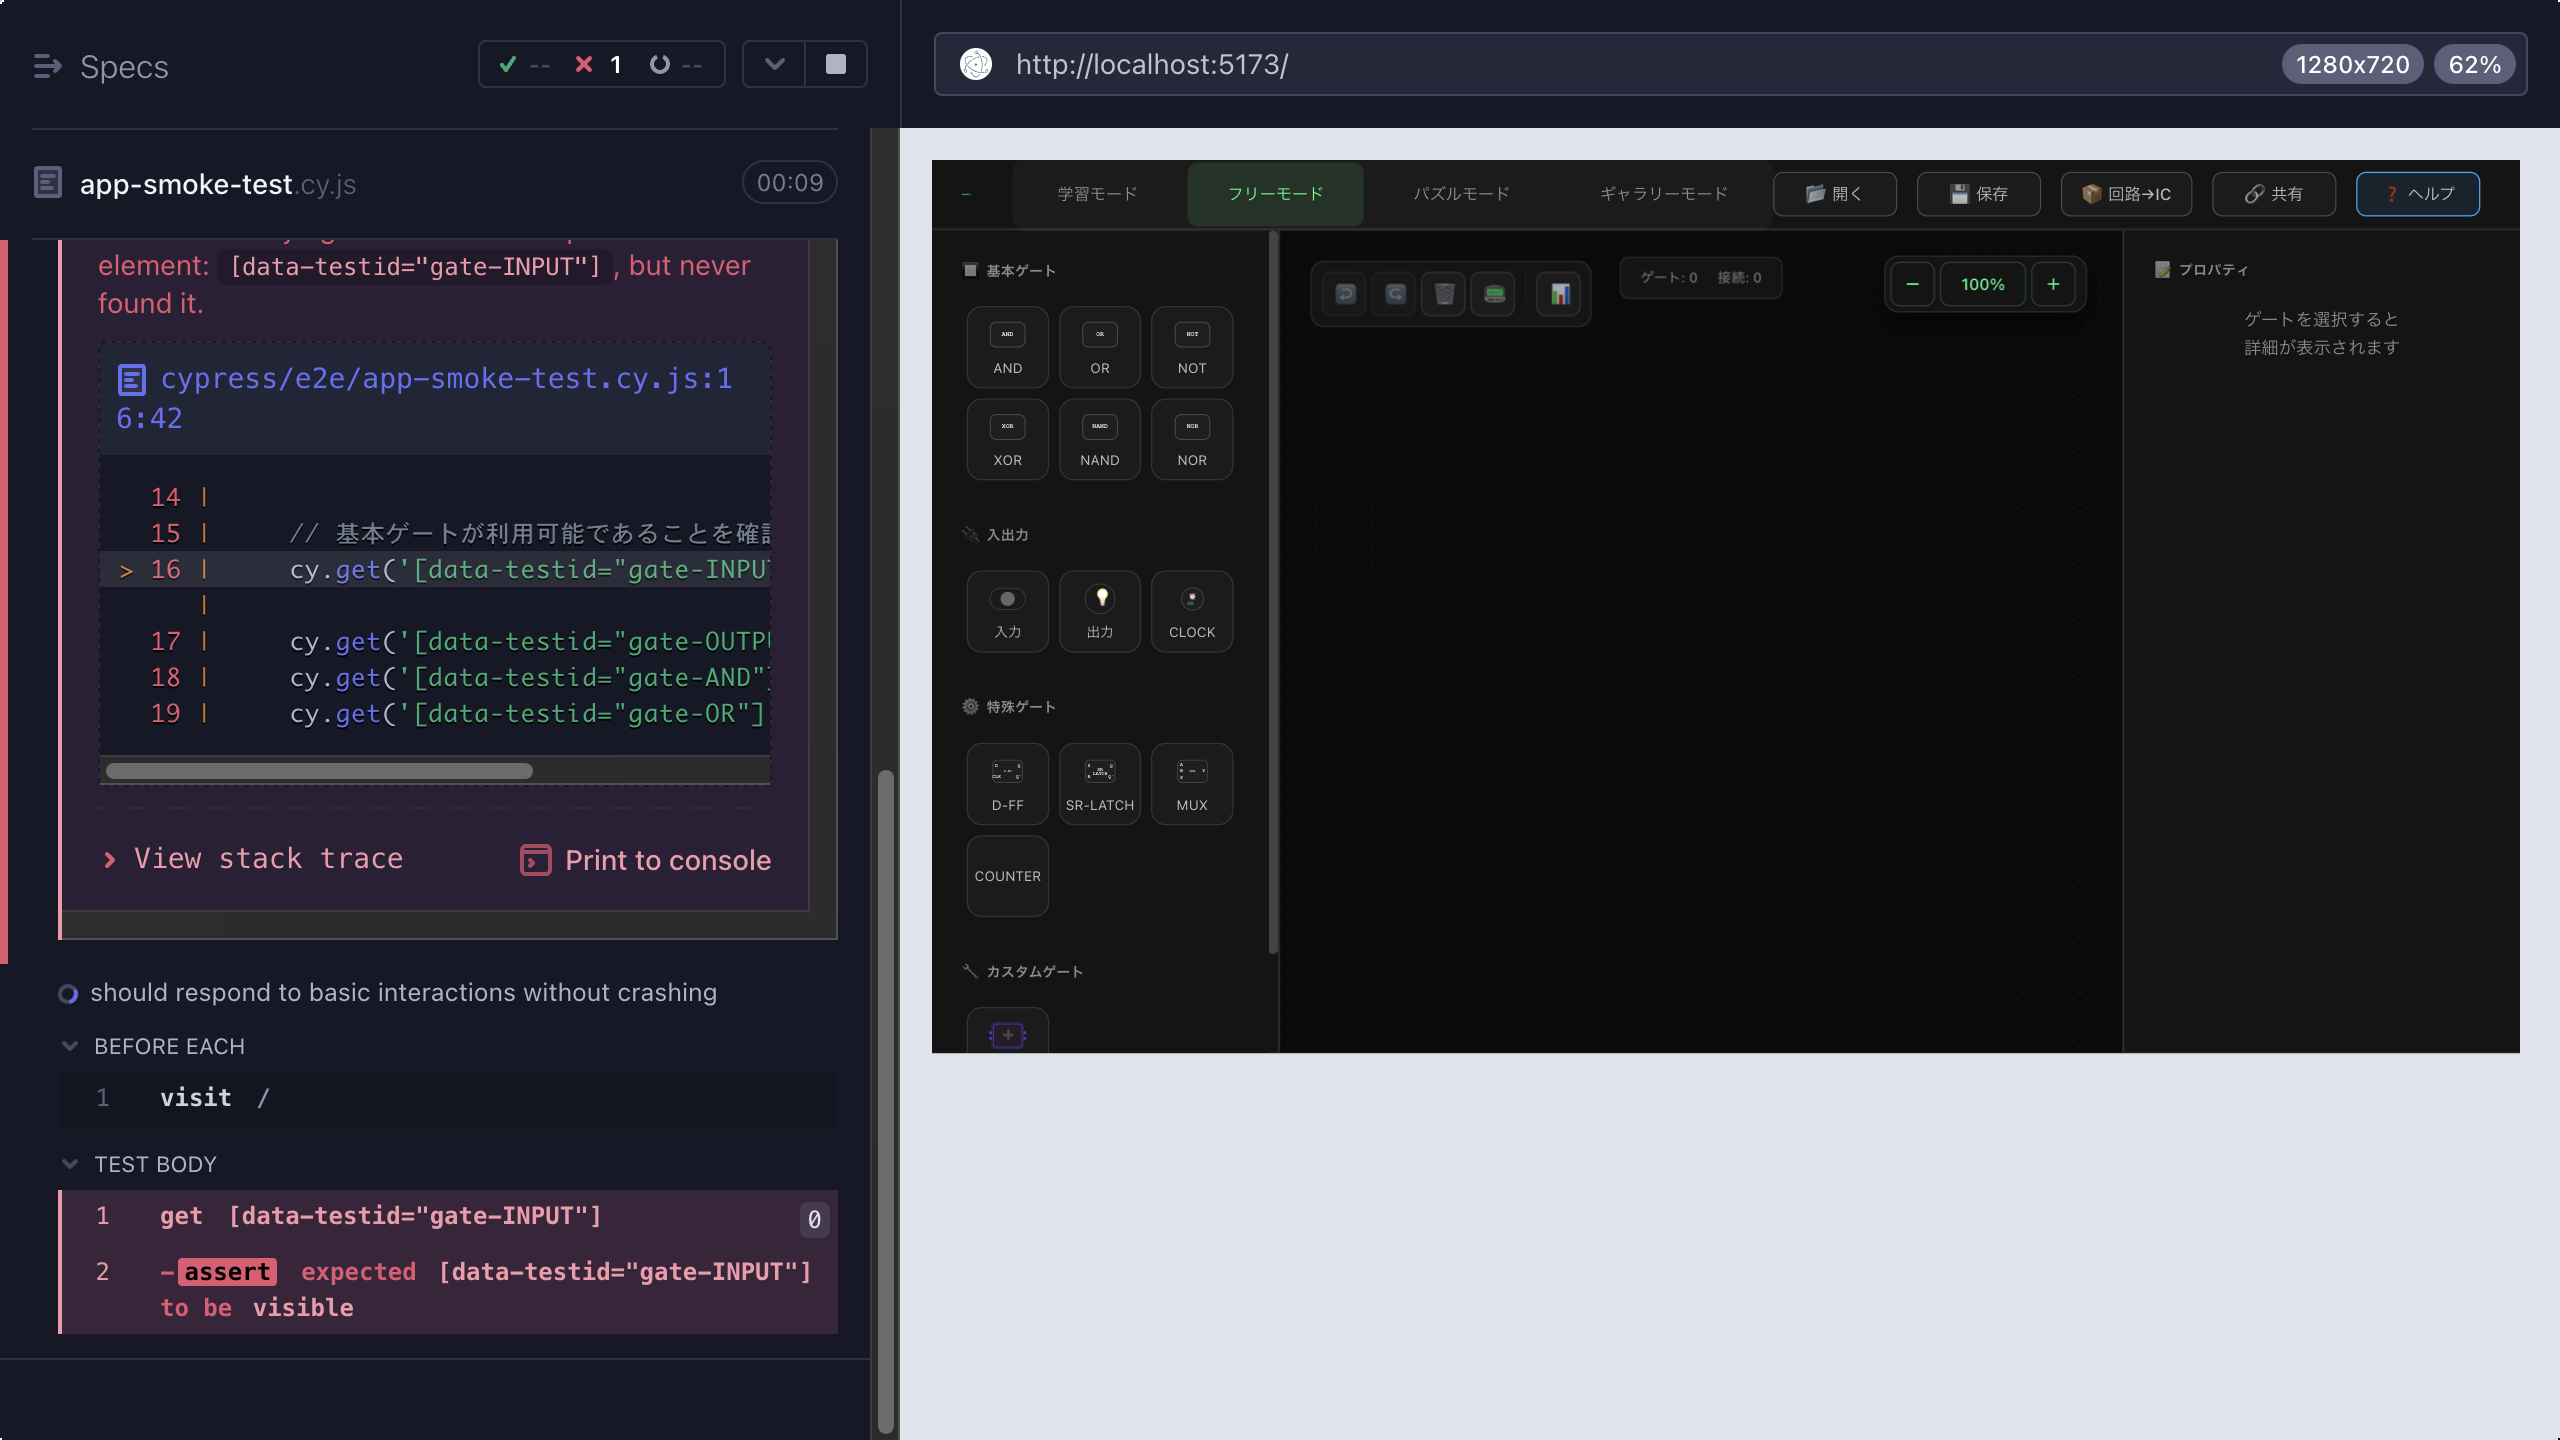 Specs
-- 1 --
http://localhost:5173/
1280x720
62%
app-smoke-test.cy.js
00:09
element: [data-testid="gate-INPUT"], but never
found it.
cypress/e2e/app-smoke-test.cy.js:1
6:42
14 |
15 | // 基本ゲートが利用可能であることを確認
> 16 | cy.get('[data-testid="gate-INPUT
|
17 | cy.get('[data-testid="gate-OUTPU
18 | cy.get('[data-testid="gate-AND"]
19 | cy.get('[data-testid="gate-OR"]
View stack trace
Print to console
should respond to basic interactions without crashing
BEFORE EACH
1 visit /
TEST BODY
1 get [data-testid="gate-INPUT"] 0
2 -assert expected [data-testid="gate-INPUT"]
to be visible
学習モード
フリーモード
パズルモード
ギャラリーモード
開く
保存
回路→IC
共有
❓ ヘルプ
基本ゲート
AND
AND
OR
OR
NOT
NOT
XOR
XOR
NAND
NAND
NOR
NOR
入出力
入力
出力
CLOCK
特殊ゲート
D-FF
SR-LATCH
MUX
COUNTER
カスタムゲート
+
ゲート: 0 接続: 0
− 100% +
プロパティ
ゲートを選択すると
詳細が表示されます